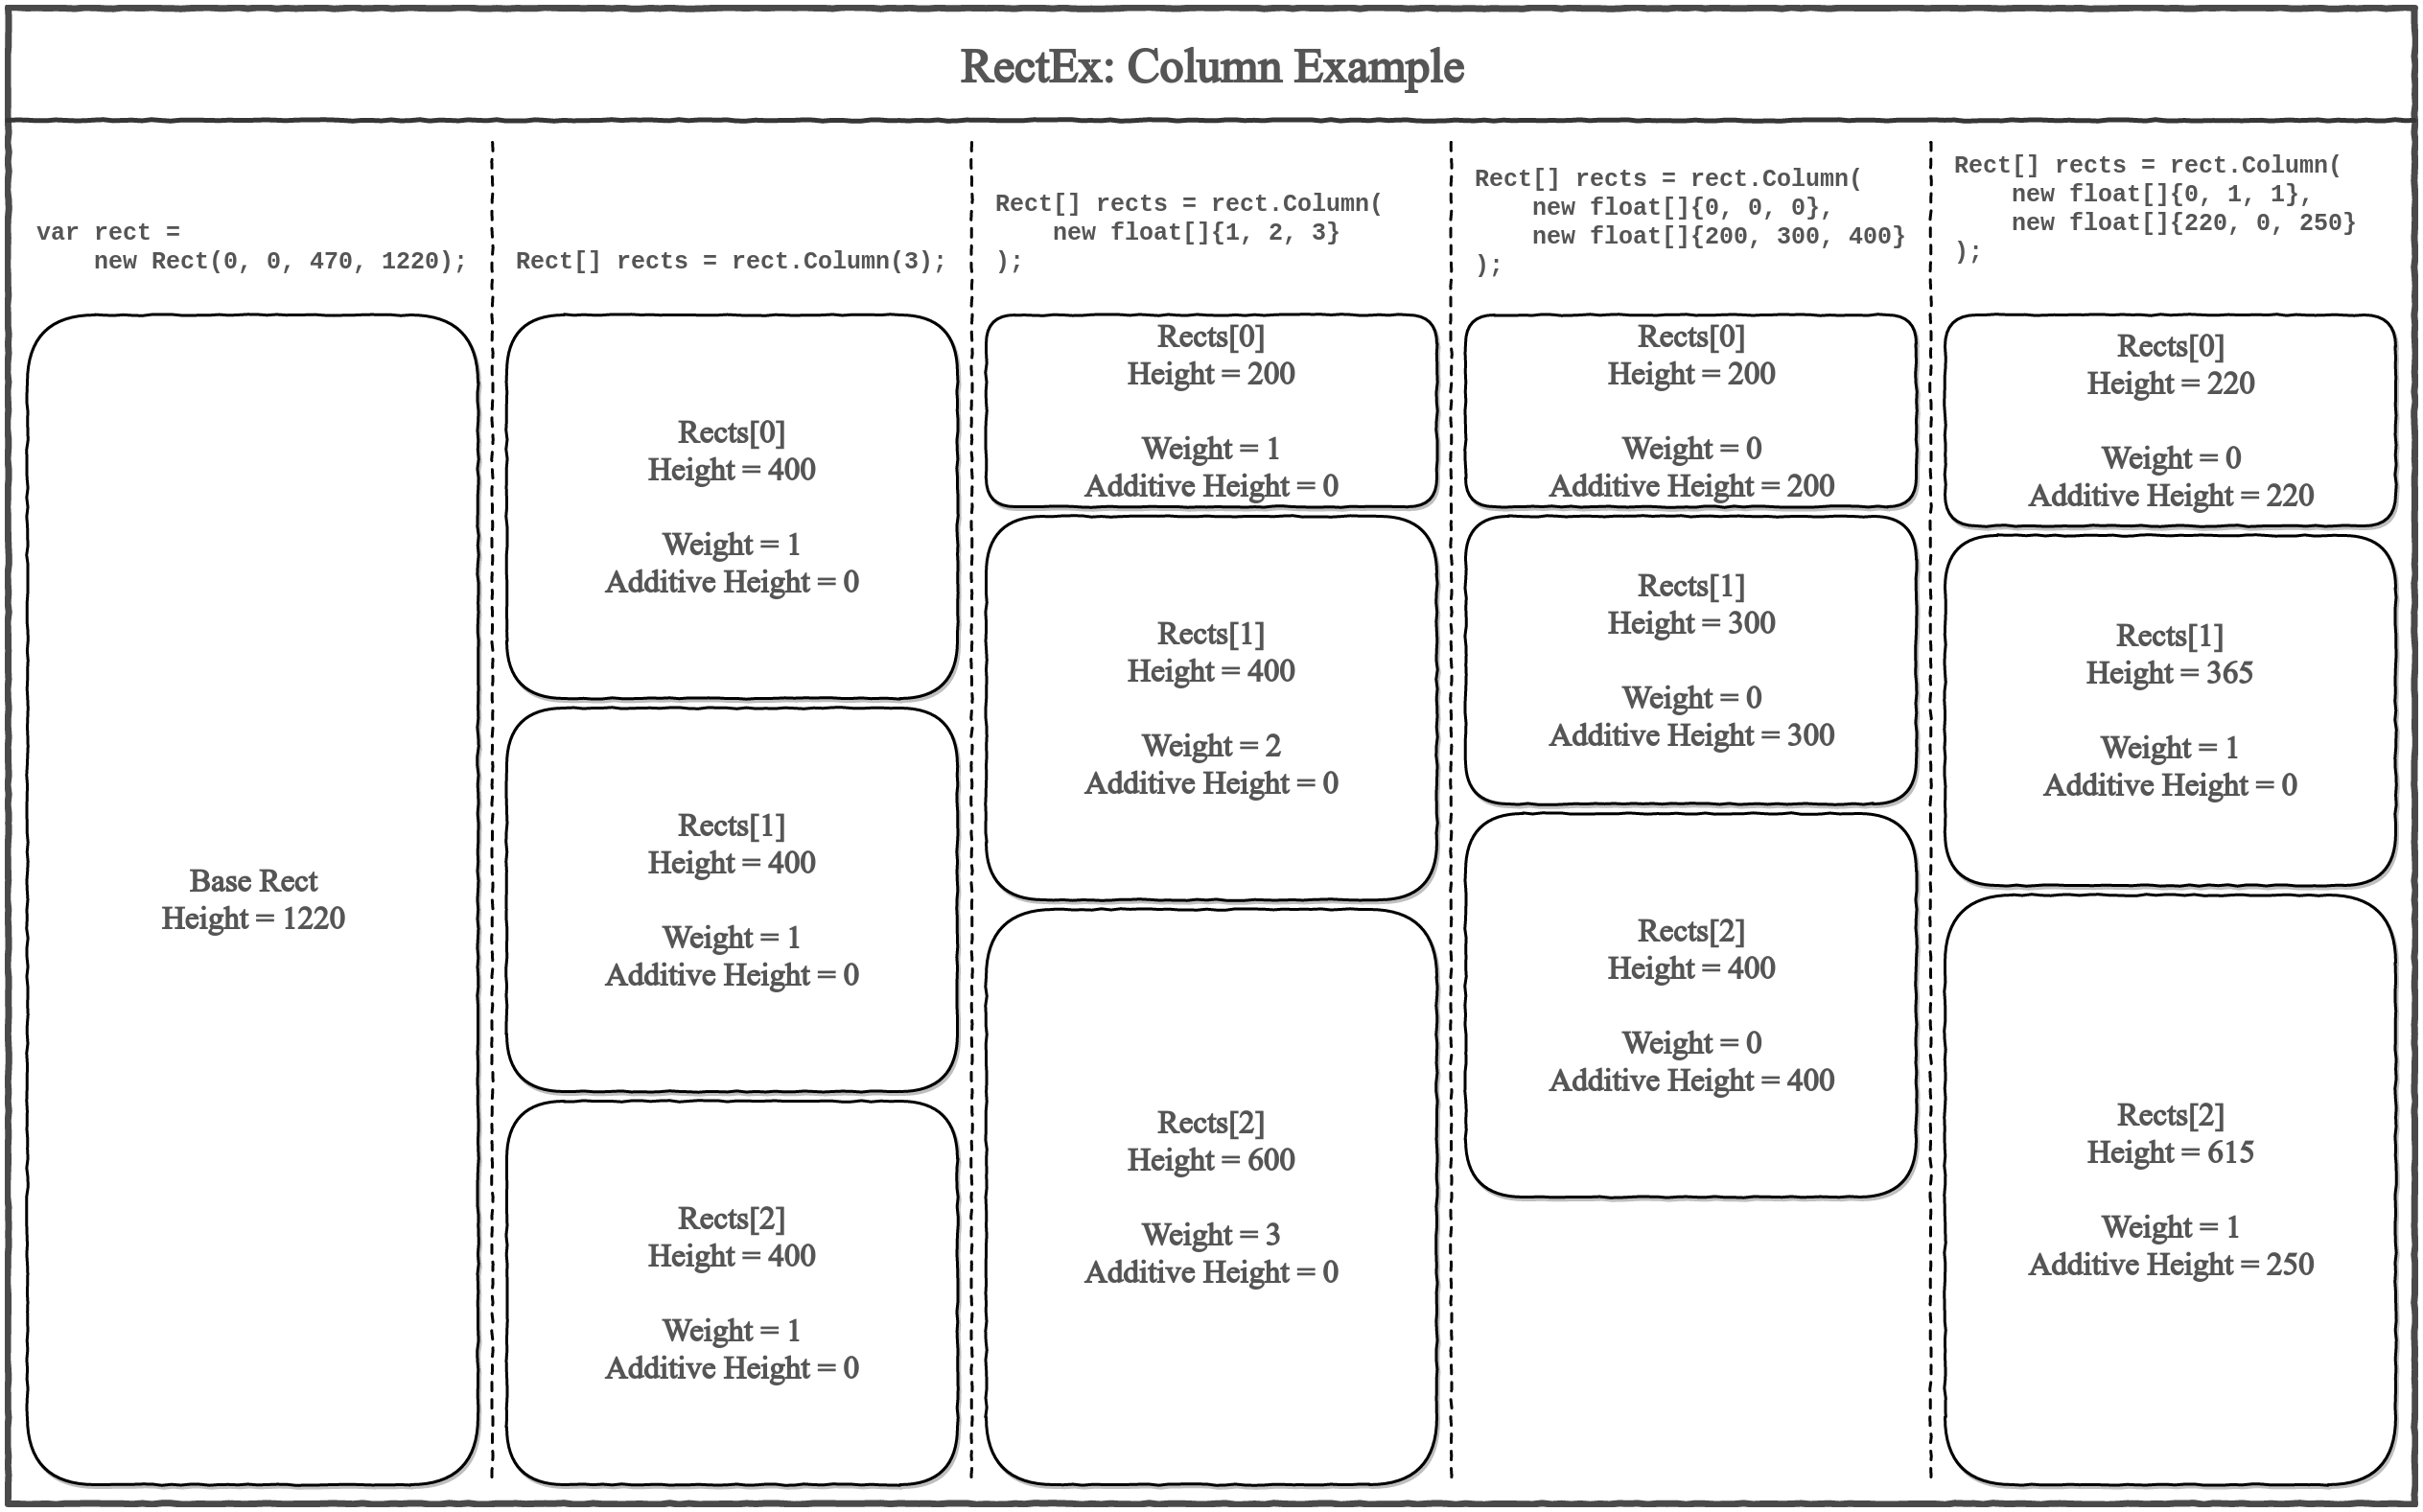 RectEx: Column Example
var rect =
    new Rect(0, 0, 470, 1220);
Base Rect
Height = 1220
Rect[] rects = rect.Column(3);
Rects[0]
Height = 400
Weight = 1
Additive Height = 0
Rects[1]
Height = 400
Weight = 1
Additive Height = 0
Rects[2]
Height = 400
Weight = 1
Additive Height = 0
Rect[] rects = rect.Column(
    new float[]{1, 2, 3}
);
Rects[0]
Height = 200
Weight = 1
Additive Height = 0
Rects[1]
Height = 400
Weight = 2
Additive Height = 0
Rects[2]
Height = 600
Weight = 3
Additive Height = 0
Rect[] rects = rect.Column(
    new float[]{0, 0, 0},
    new float[]{200, 300, 400}
);
Rects[0]
Height = 200
Weight = 0
Additive Height = 200
Rects[1]
Height = 300
Weight = 0
Additive Height = 300
Rects[2]
Height = 400
Weight = 0
Additive Height = 400
Rect[] rects = rect.Column(
    new float[]{0, 1, 1},
    new float[]{220, 0, 250}
);
Rects[0]
Height = 220
Weight = 0
Additive Height = 220
Rects[1]
Height = 365
Weight = 1
Additive Height = 0
Rects[2]
Height = 615
Weight = 1
Additive Height = 250